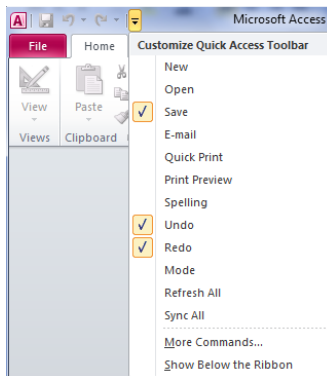 A Microsoft Access
File Home Customize Quick Access Toolbar
New
Open
View Paste Save
E-mail
Views Clipboard Quick Print
Print Preview
Spelling
Undo
Redo
Mode
Refresh All
Sync All
More Commands...
Show Below the Ribbon